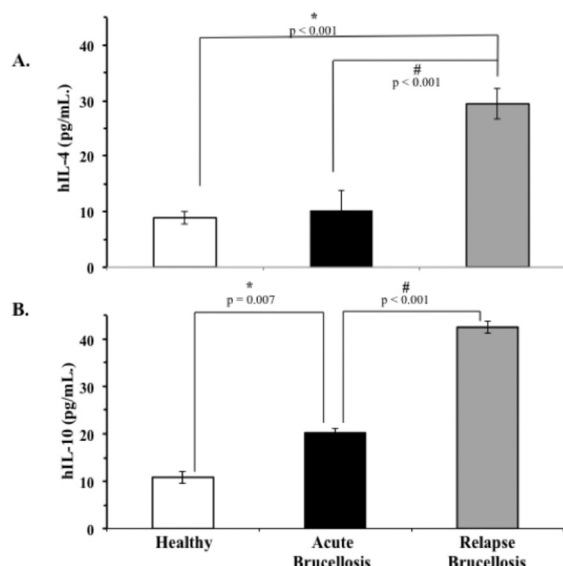 A.
hIL-4 (pg/mL.)
40
30
20
10
0
*
p < 0.001
#
p < 0.001
B.
hIL-10 (pg/mL.)
40
30
20
10
0
*
p = 0.007
#
p < 0.001
Healthy
Acute
Brucellosis
Relapse
Brucellosis